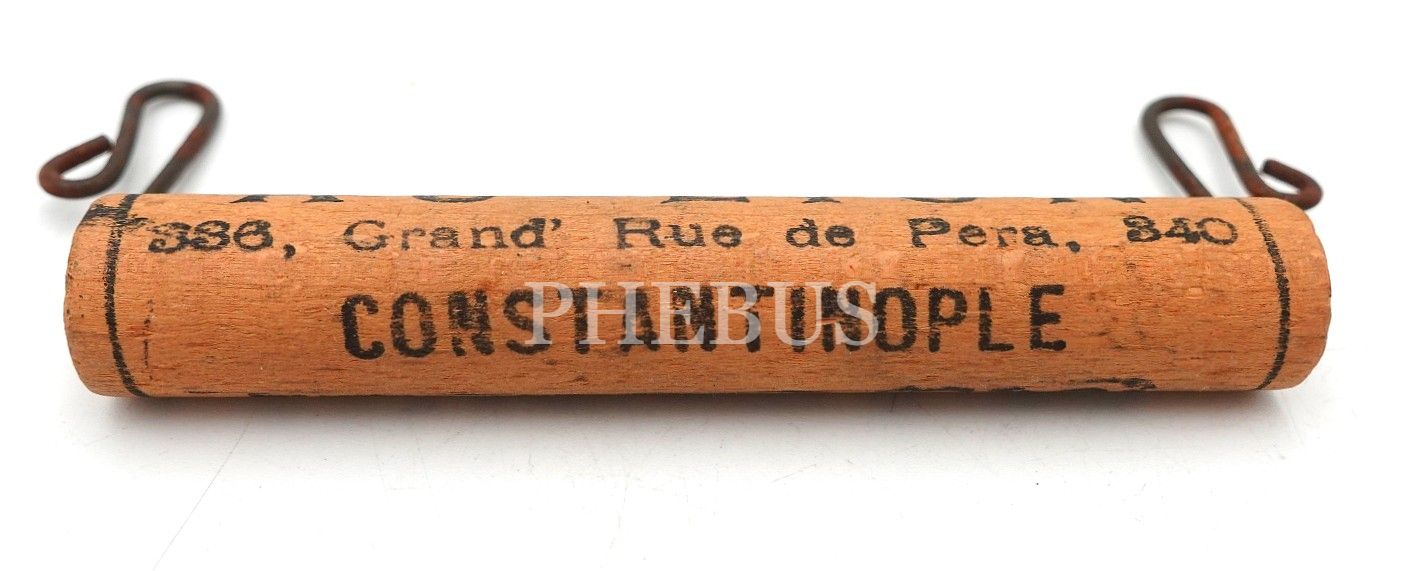 336, Grand' Rue de Pera, 340
CONSTANTINOPLE
PHEBUS